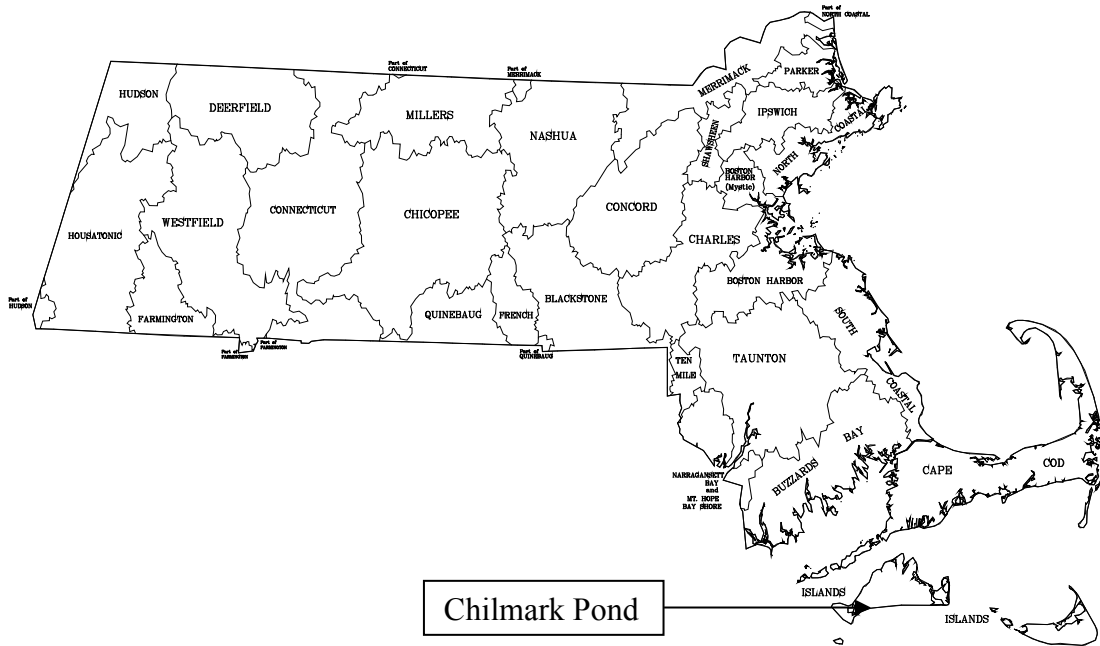 Part of
NORTH COASTAL
Part of
CONNECTICUT
Part of
MERRIMACK
MERRIMACK
PARKER
HUDSON
DEERFIELD
MILLERS
NASHUA
SHAWSHEEN
IPSWICH
COASTAL
NORTH
BOSTON
HARBOR
(Mystic)
HOUSATONIC
WESTFIELD
CONNECTICUT
CHICOPEE
CONCORD
CHARLES
BOSTON HARBOR
Part of
HUDSON
FARMINGTON
QUINEBAUG
FRENCH
BLACKSTONE
SOUTH
COASTAL
Part of
FARMINGTON
Part of
FARMINGTON
Part of
QUINEBAUG
TEN
MILE
TAUNTON
NARRAGANSETT
BAY
and
MT. HOPE
BAY SHORE
BUZZARDS
BAY
CAPE
COD
Chilmark Pond
ISLANDS
ISLANDS